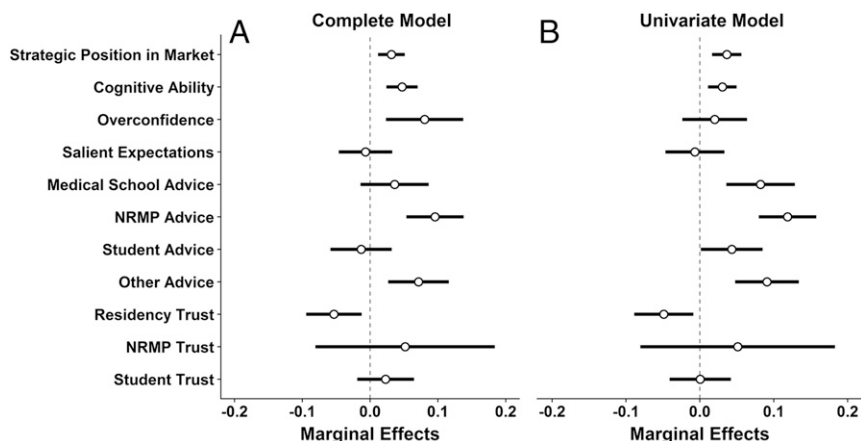 A
Complete Model
B
Univariate Model
Strategic Position in Market
Cognitive Ability
Overconfidence
Salient Expectations
Medical School Advice
NRMP Advice
Student Advice
Other Advice
Residency Trust
NRMP Trust
Student Trust
-0.2 -0.1 0.0 0.1 0.2
-0.2 -0.1 0.0 0.1 0.2
Marginal Effects
Marginal Effects